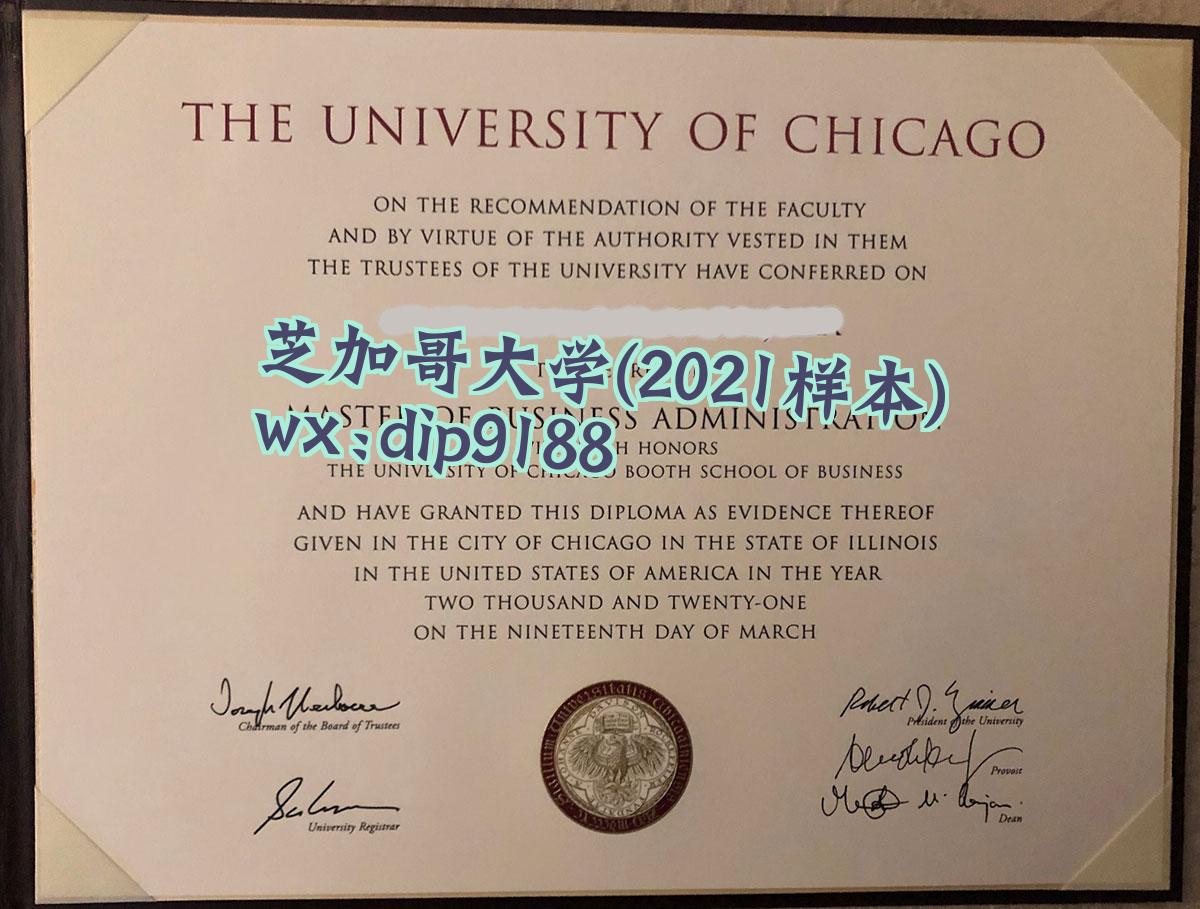 THE UNIVERSITY OF CHICAGO
ON THE RECOMMENDATION OF THE FACULTY
AND BY VIRTUE OF THE AUTHORITY VESTED IN THEM
THE TRUSTEES OF THE UNIVERSITY HAVE CONFERRED ON
芝加哥大学(2021样本)
MASTER OF BUSINESS ADMINISTRATION
wx:dip9188
HONORS
THE UNIVERSITY OF CHICAGO BOOTH SCHOOL OF BUSINESS
AND HAVE GRANTED THIS DIPLOMA AS EVIDENCE THEREOF
GIVEN IN THE CITY OF CHICAGO IN THE STATE OF ILLINOIS
IN THE UNITED STATES OF AMERICA IN THE YEAR
TWO THOUSAND AND TWENTY-ONE
ON THE NINETEENTH DAY OF MARCH
Chairman of the Board of Trustees
University Registrar
Robert J.
President of the University
Provost
Dean